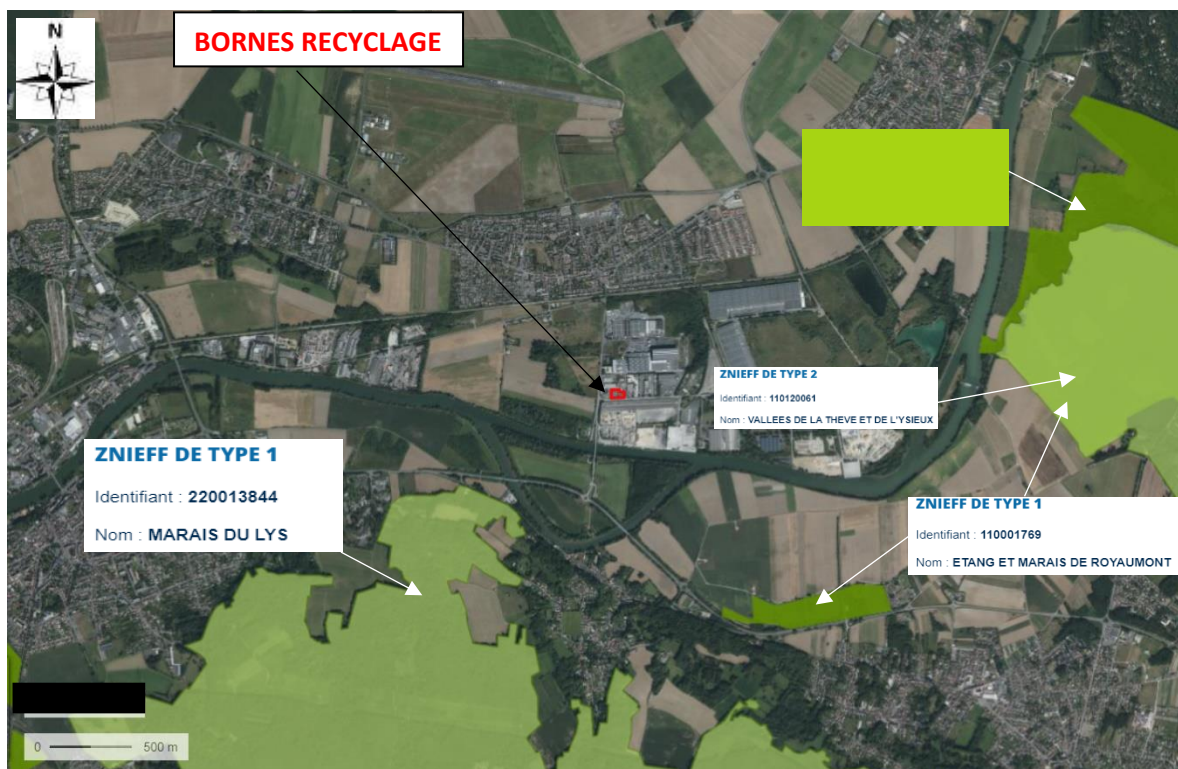 N
BORNES RECYCLAGE
ZNIEFF DE TYPE 2
Identifiant : 110120061
Nom : VALLEES DE LA THEVE ET DE L'YSIEUX
ZNIEFF DE TYPE 1
Identifiant : 220013844
Nom : MARAIS DU LYS
ZNIEFF DE TYPE 1
Identifiant : 110001769
Nom : ETANG ET MARAIS DE ROYAUMONT
0 500 m